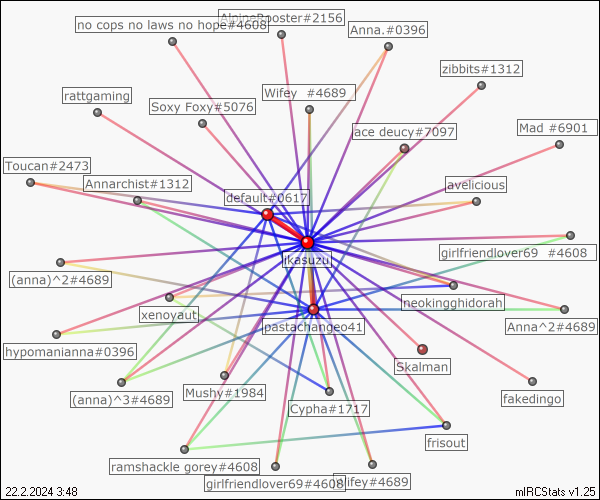 AlpineRooster#2156
no cops no laws no hope#4608
Anna.#0396
zibbits#1312
rattgaming
Wifey #4689
Soxy Foxy#5076
Mad #6901
ace deucy#7097
Toucan#2473
Annarchist#1312
avelicious
default#0617
girlfriendlover69 #4608
ikasuzu
(anna)^2#4689
neokingghidorah
xenoyaut
Anna^2#4689
pastachangeo41
hypomanianna#0396
Skalman
Mushy#1984
fakedingo
(anna)^3#4689
Cypha#1717
frisout
ramshackle gorey#4608
wlifey#4689
girlfriendlover69#4608
22.2.2024 3:48
mIRCStats v1.25